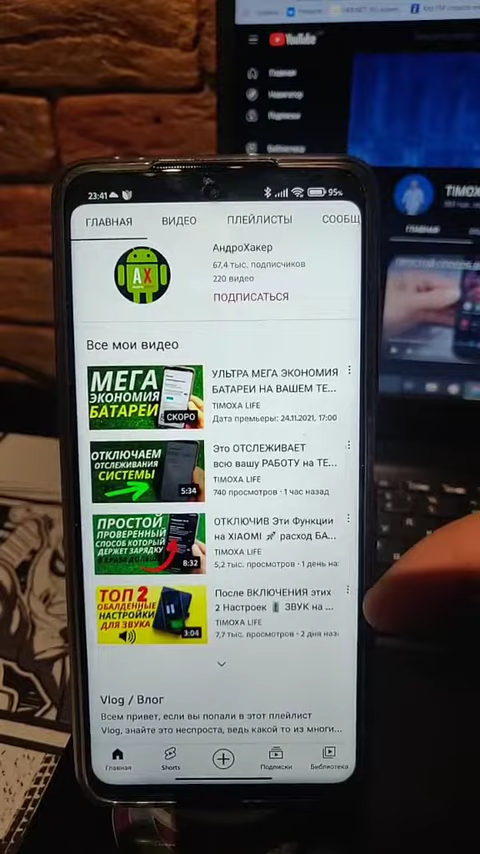 YouTube
Главная
Навигатор
Подписки
Библиотека
TIMOXA
ГЛАВНАЯ
23:41
95%
ГЛАВНАЯ
ВИДЕО
ПЛЕЙЛИСТЫ
СООБЩ
AX
АндроХакер
67,4 тыс. подписчиков
220 видео
ПОДПИСАТЬСЯ
Все мои видео
МЕГА
ЭКОНОМИЯ
БАТАРЕИ
СКОРО
УЛЬТРА МЕГА ЭКОНОМИЯ
БАТАРЕИ НА ВАШЕМ ТЕ...
TIMOXA LIFE
Дата премьеры: 24.11.2021, 17:00
ОТКЛЮЧАЕМ
ОТСЛЕЖИВАНИЯ
СИСТЕМЫ
5:34
Это ОТСЛЕЖИВАЕТ
всю вашу РАБОТУ на ТЕ...
TIMOXA LIFE
740 просмотров · 1 час назад
ПРОСТОЙ
ПРОВЕРЕННЫЙ
СПОСОБ КОТОРЫЙ
ДЕРЖЕТ ЗАРЯДКУ
8:32
ОТКЛЮЧИВ Эти Функции
на XIAOMI 🚀 расход БА...
TIMOXA LIFE
5,2 тыс. просмотров · 1 день на:
ТОП 2
ОБАЛДЕННЫЕ
НАСТРОЙКИ
ДЛЯ ЗВУКА
3:04
После ВКЛЮЧЕНИЯ этих
2 Настроек 📱 ЗВУК на ...
TIMOXA LIFE
7,7 тыс. просмотров · 2 дня наз:
Vlog / Влог
Всем привет, если вы попали в этот плейлист
Vlog, знайте это неспроста, ведь какой то из многи...
Главная
Shorts
Подписки
Библиотека